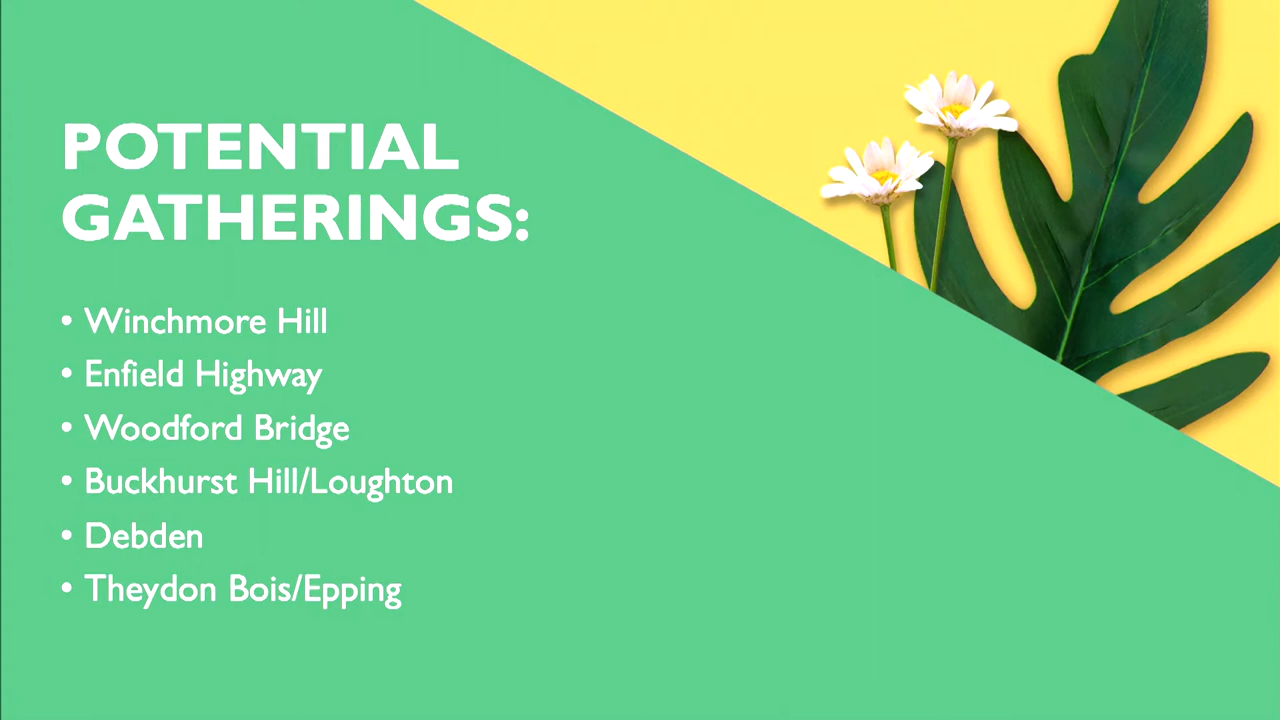 POTENTIAL
GATHERINGS:
• Winchmore Hill
• Enfield Highway
• Woodford Bridge
• Buckhurst Hill/Loughton
• Debden
• Theydon Bois/Epping